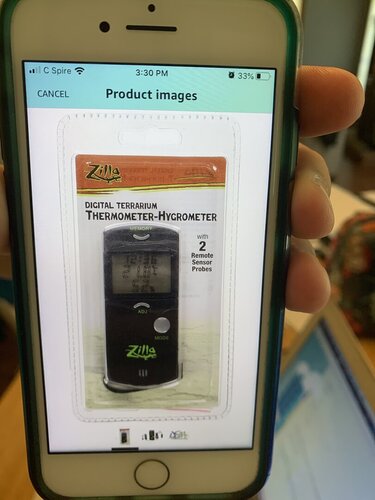 C Spire 3:30 PM 33%
CANCEL Product images
Zilla
DIGITAL TERRARIUM
THERMOMETER-HYGROMETER
with
2
Remote
Sensor
Probes
MEMORY
ADJ
MODE
Zilla